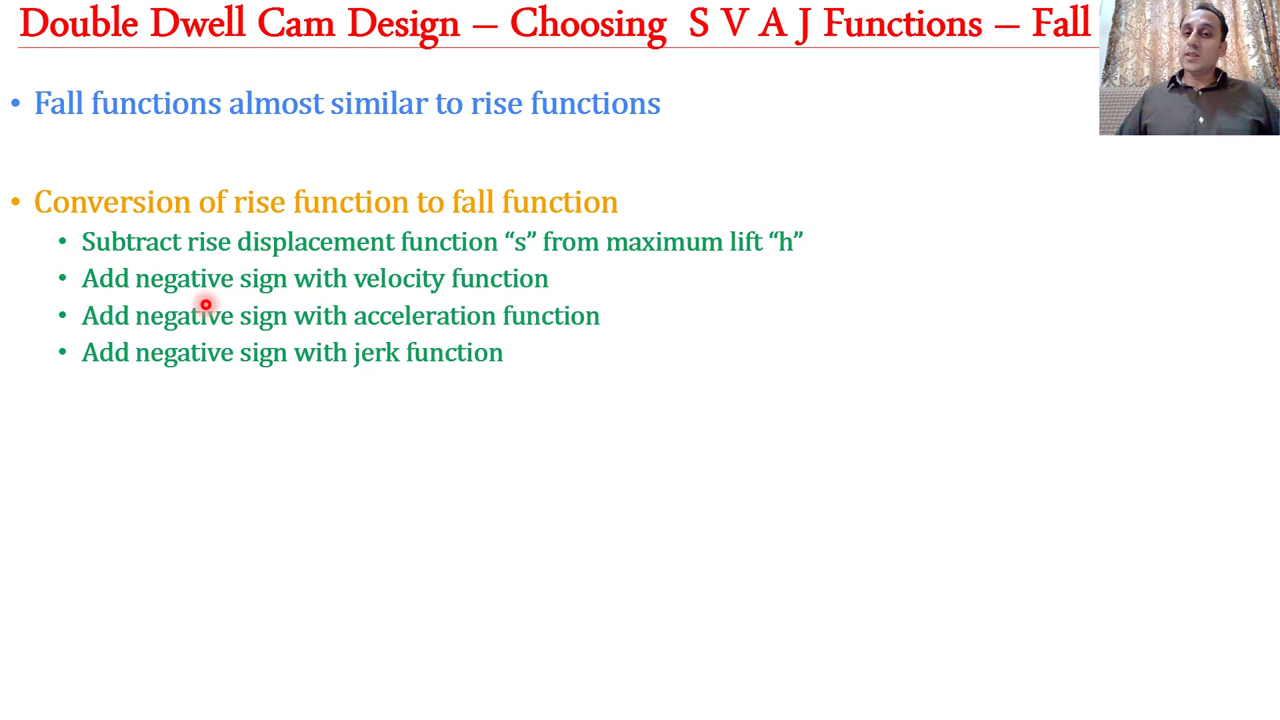 Double Dwell Cam Design – Choosing S V A J Functions – Fall
• Fall functions almost similar to rise functions
• Conversion of rise function to fall function
• Subtract rise displacement function “s” from maximum lift “h”
• Add negative sign with velocity function
• Add negative sign with acceleration function
• Add negative sign with jerk function